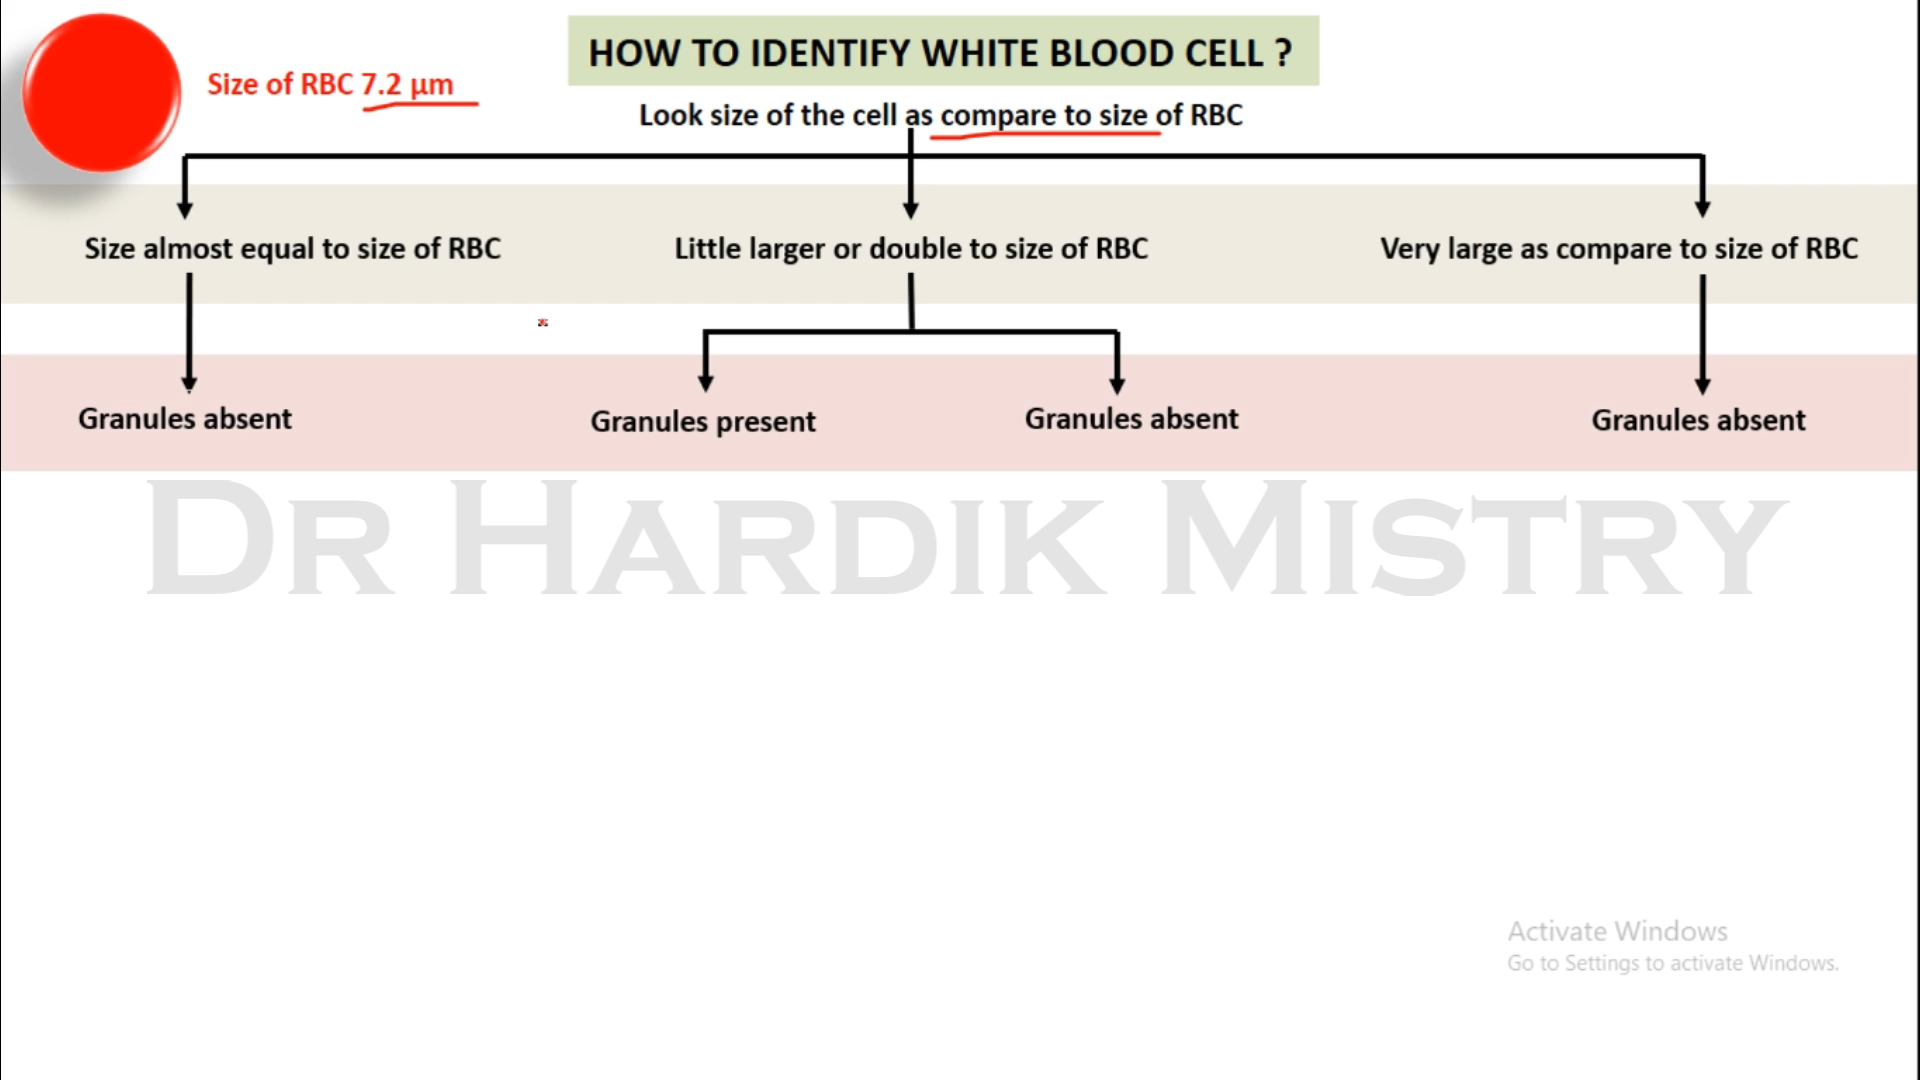 HOW TO IDENTIFY WHITE BLOOD CELL ?
Size of RBC 7.2 µm
Look size of the cell as compare to size of RBC
Size almost equal to size of RBC
Little larger or double to size of RBC
Very large as compare to size of RBC
Granules absent
Granules present
Granules absent
Granules absent
DR HARDIK MISTRY
Activate Windows
Go to Settings to activate Windows.